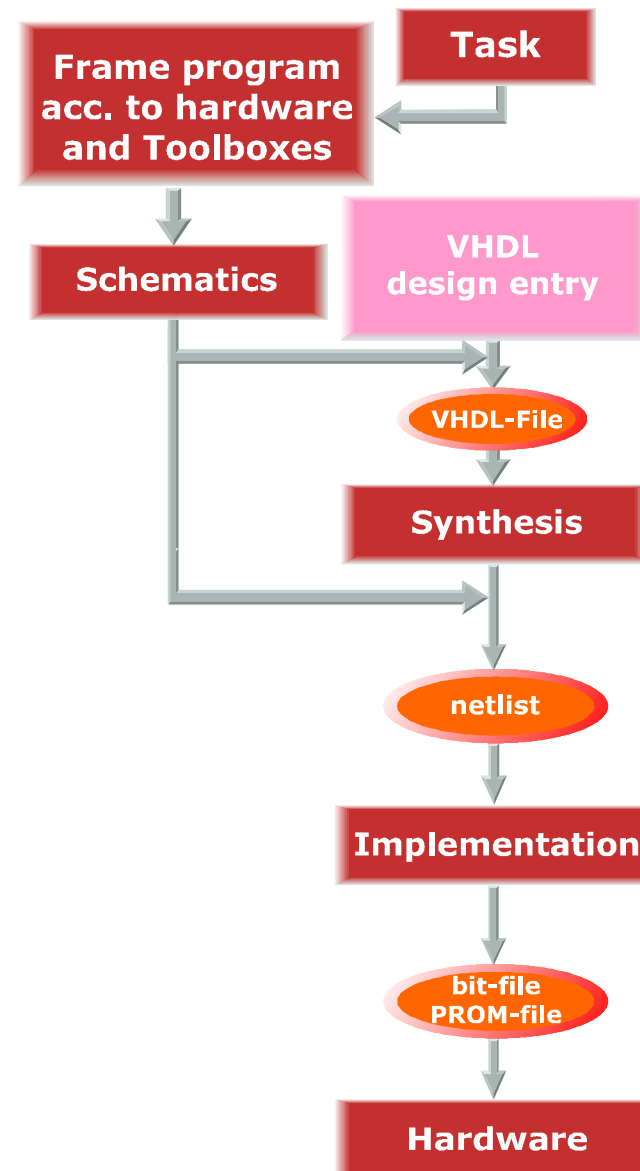 Task
Frame program
acc. to hardware
and Toolboxes
Schematics
VHDL
design entry
VHDL-File
Synthesis
netlist
Implementation
bit-file
PROM-file
Hardware